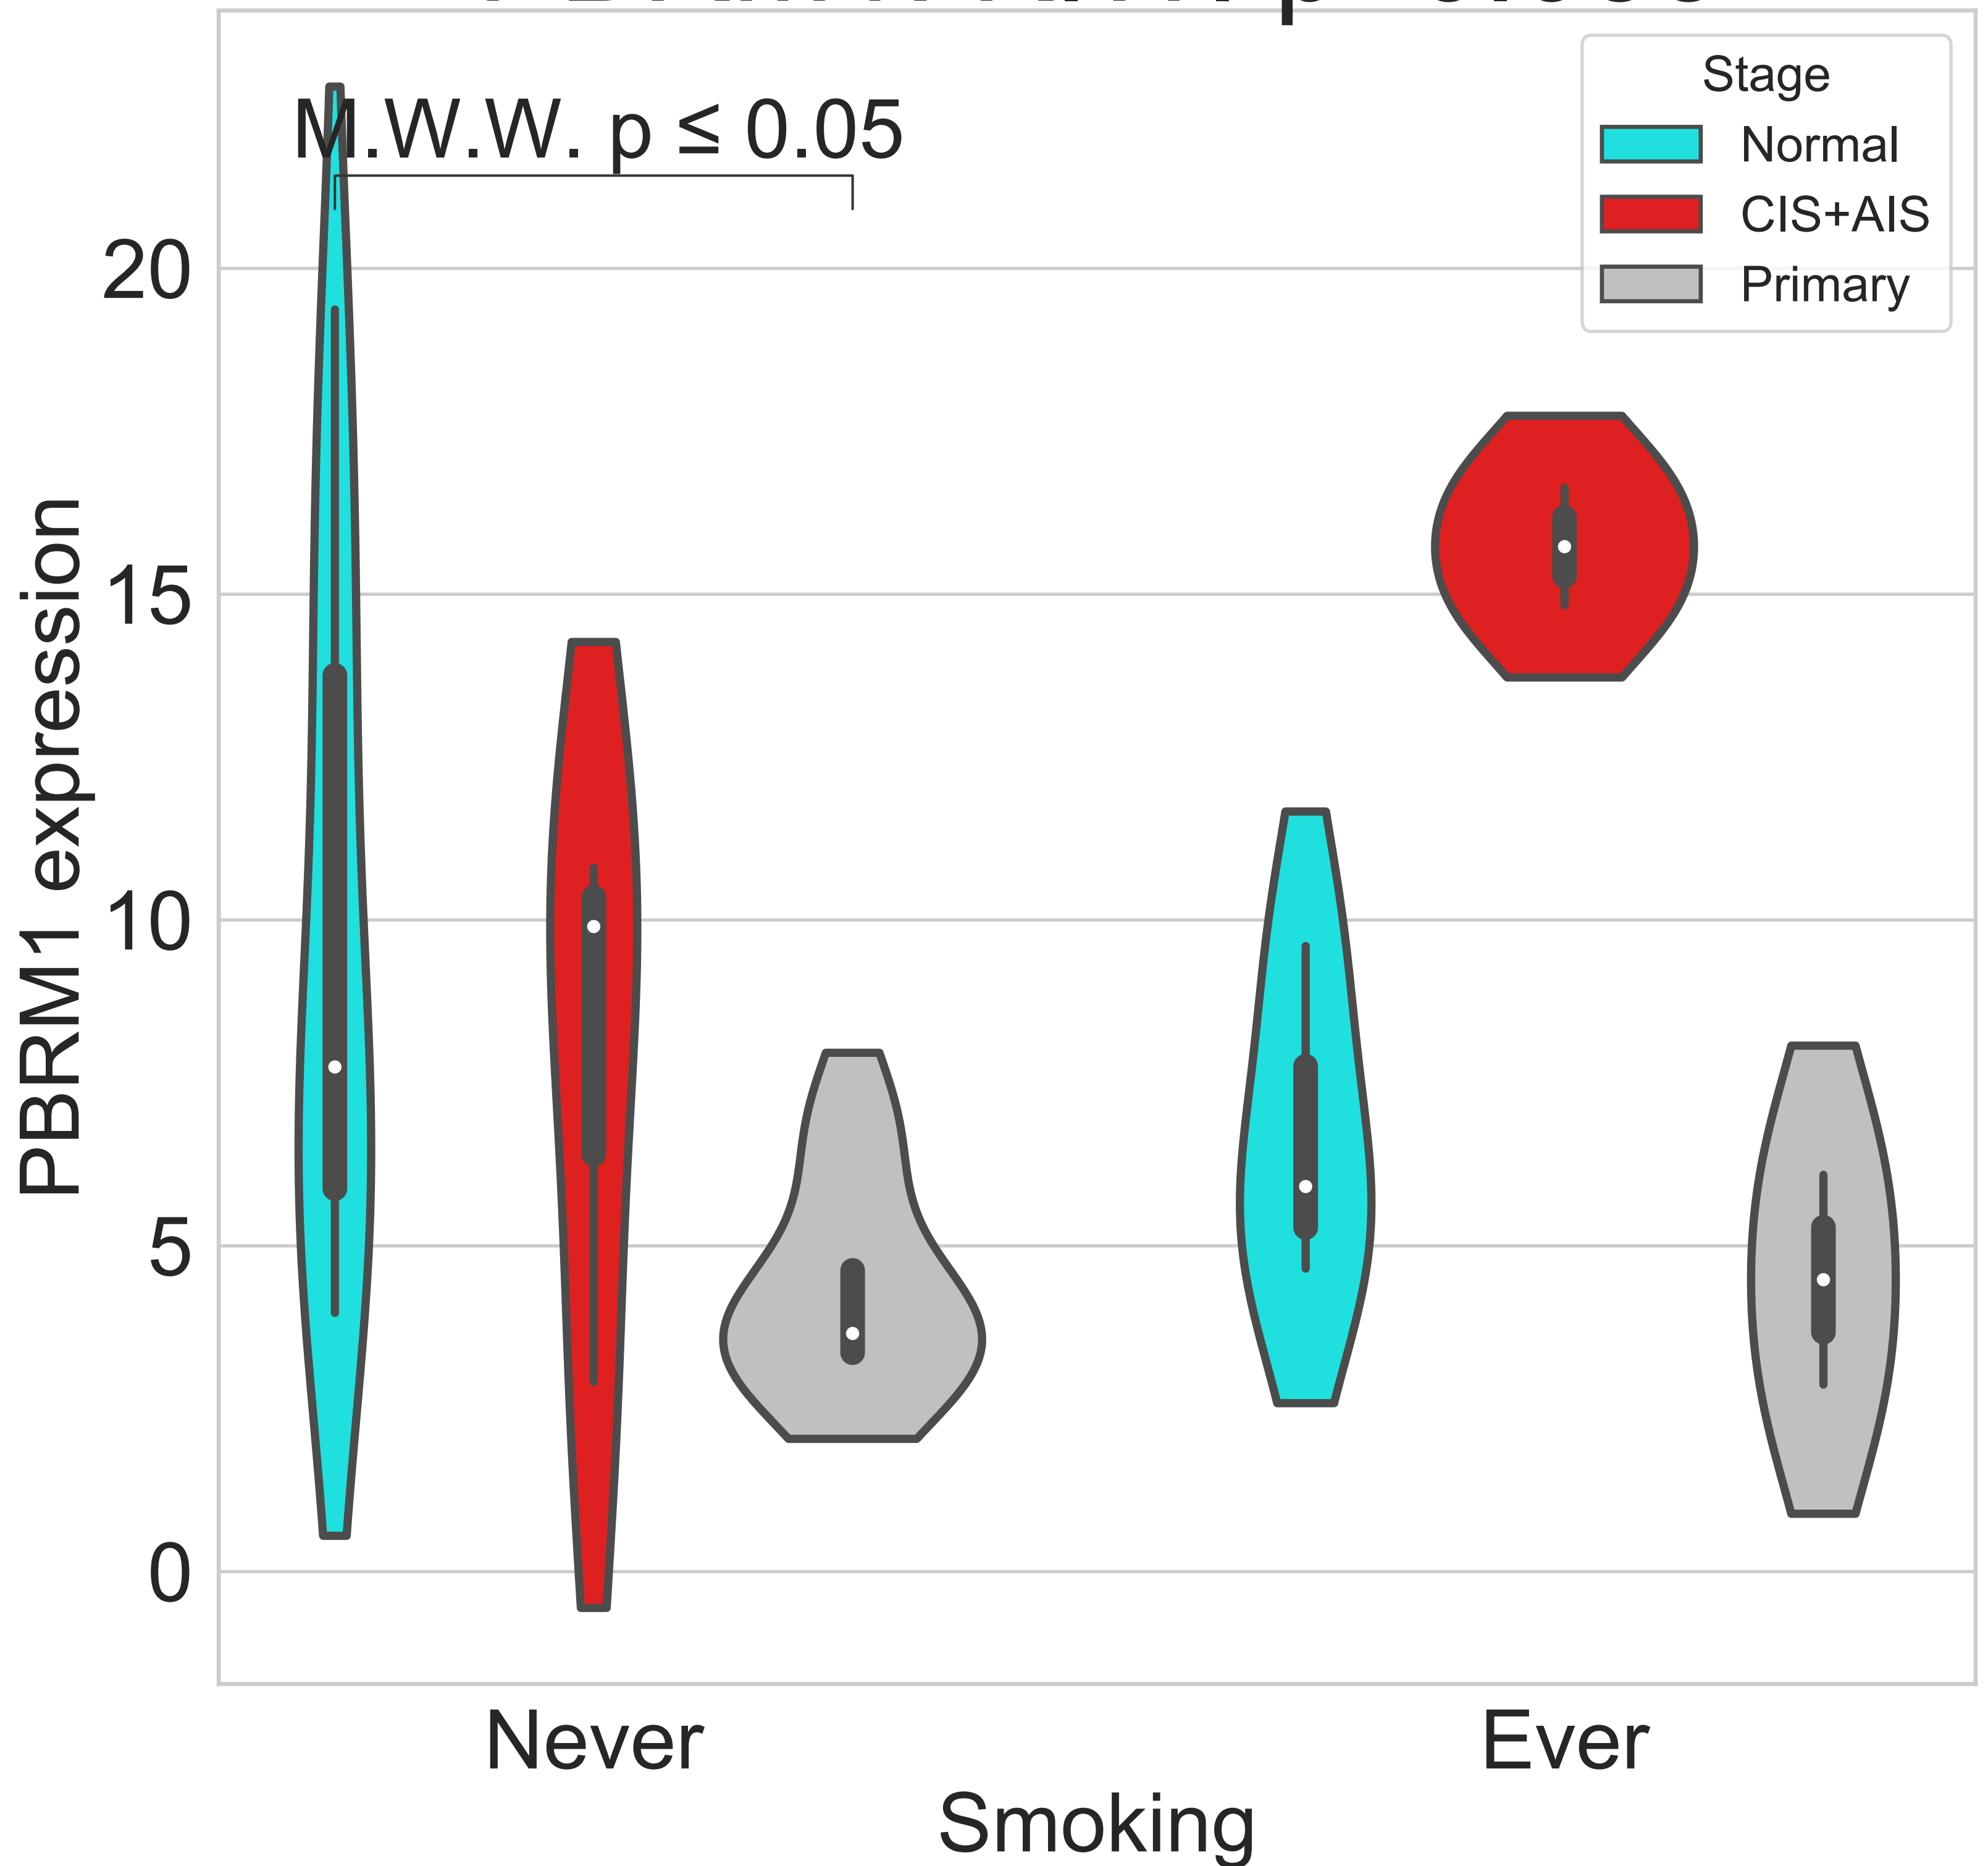 M.W.W. p ≤ 0.05
Stage
Normal
CIS+AIS
Primary
PBRM1 expression
20
15
10
5
0
Never
Ever
Smoking